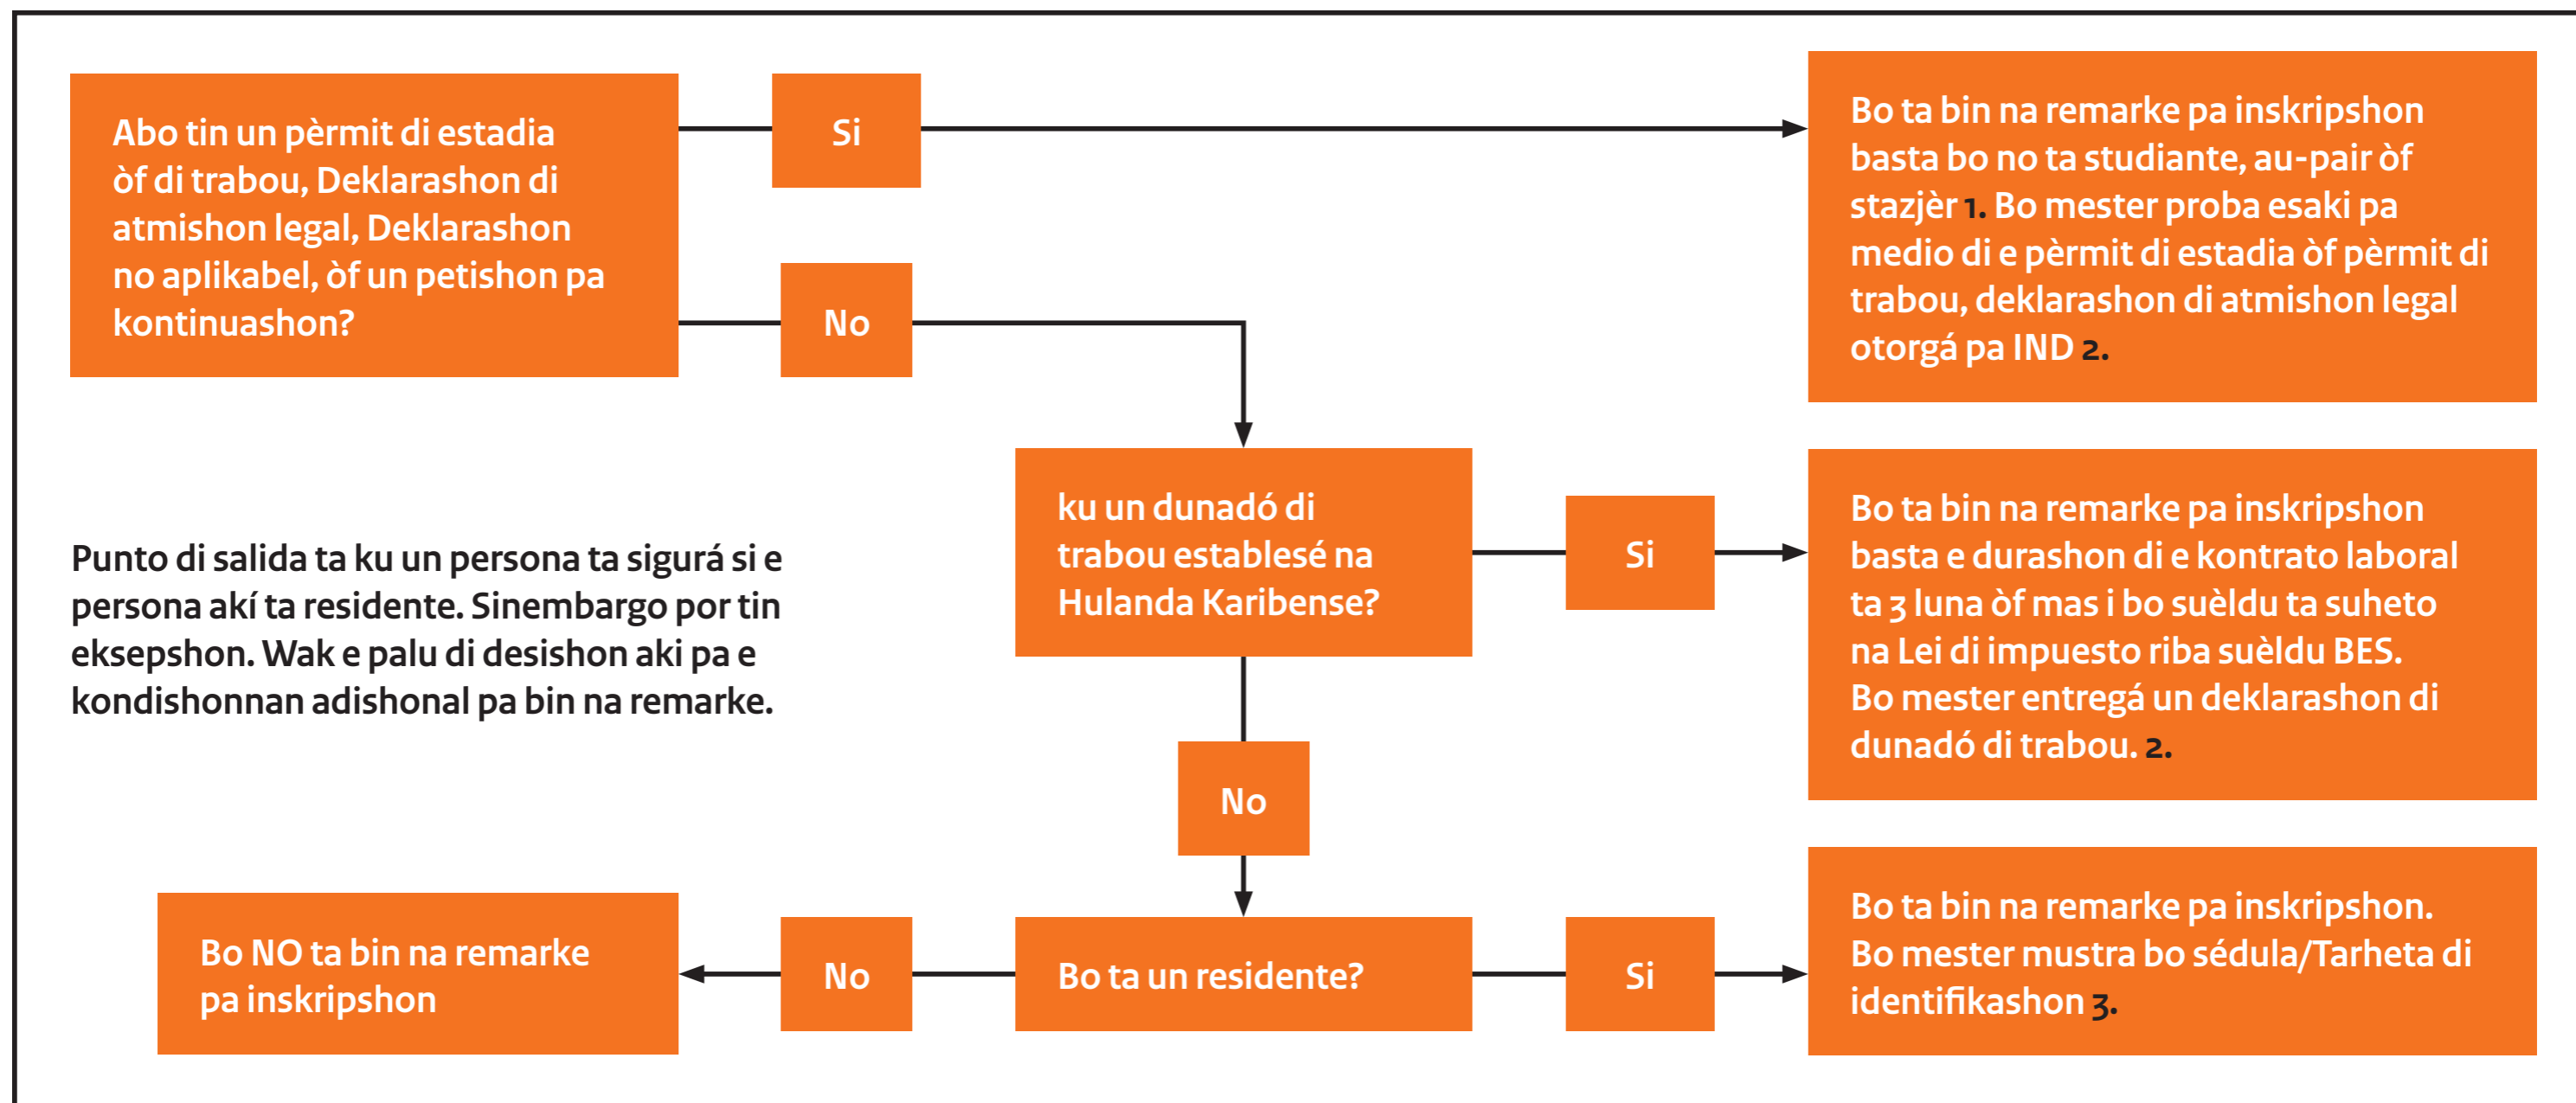 Abo tin un pèrmit di estadia
òf di trabou, Deklarashon di
atmishon legal, Deklarashon
no aplikabel, òf un petishon pa
kontinuashon?
Si
Bo ta bin na remarke pa inskripshon
basta bo no ta studiante, au-pair òf
stazjèr 1. Bo mester proba esaki pa
medio di e pèrmit di estadia òf pèrmit di
trabou, deklarashon di atmishon legal
otorgá pa IND 2.
No
ku un dunadó di
trabou establesé na
Hulanda Karibense?
Si
Bo ta bin na remarke pa inskripshon
basta e durashon di e kontrato laboral
ta 3 luna òf mas i bo suèldu ta suheto
na Lei di impuesto riba suèldu BES.
Bo mester entregá un deklarashon di
dunadó di trabou. 2.
Punto di salida ta ku un persona ta sigurá si e
persona akí ta residente. Sinembargo por tin
eksepshon. Wak e palu di desishon aki pa e
kondishonnan adishonal pa bin na remarke.
No
Bo ta un residente?
Si
Bo ta bin na remarke pa inskripshon.
Bo mester mustra bo sédula/Tarheta di
identifikashon 3.
No
Bo NO ta bin na remarke
pa inskripshon